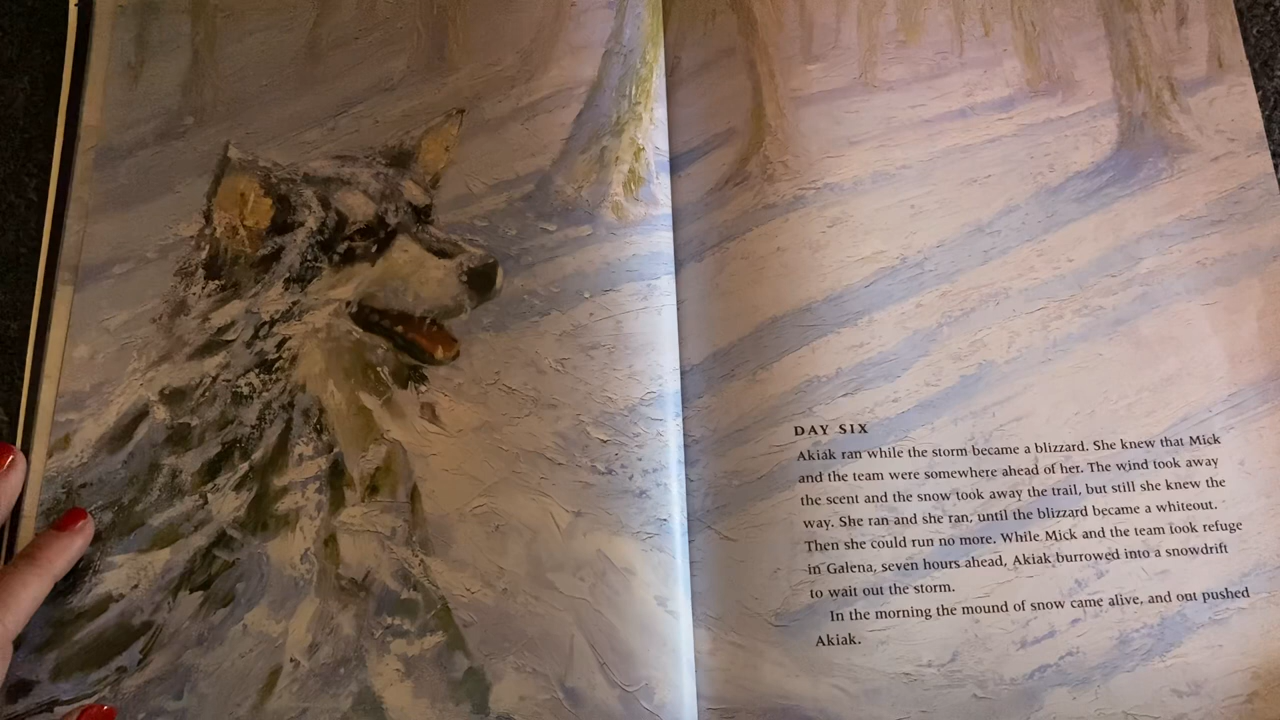 DAY SIX
Akiak ran while the storm became a blizzard. She knew that Mick
and the team were somewhere ahead of her. The wind took away
the scent and the snow took away the trail, but still she knew the
way. She ran and she ran, until the blizzard became a whiteout.
Then she could run no more. While Mick and the team took refuge
in Galena, seven hours ahead, Akiak burrowed into a snowdrift
to wait out the storm.
In the morning the mound of snow came alive, and out pushed
Akiak.